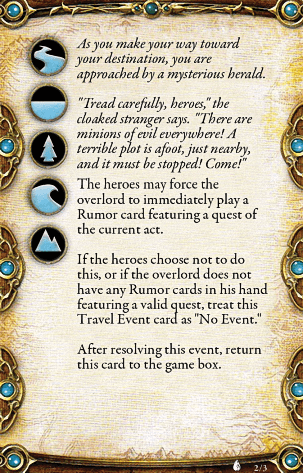 As you make your way toward
your destination, you are
approached by a mysterious herald.
"Tread carefully, heroes," the
cloaked stranger says. "There are
minions of evil everywhere! A
terrible plot is afoot, just nearby,
and it must be stopped! Come!"
The heroes may force the
overlord to immediately play a
Rumor card featuring a quest of
the current act.
If the heroes choose not to do
this, or if the overlord does not
have any Rumor cards in his hand
featuring a valid quest, treat this
Travel Event card as "No Event."
After resolving this event, return
this card to the game box.
2/3